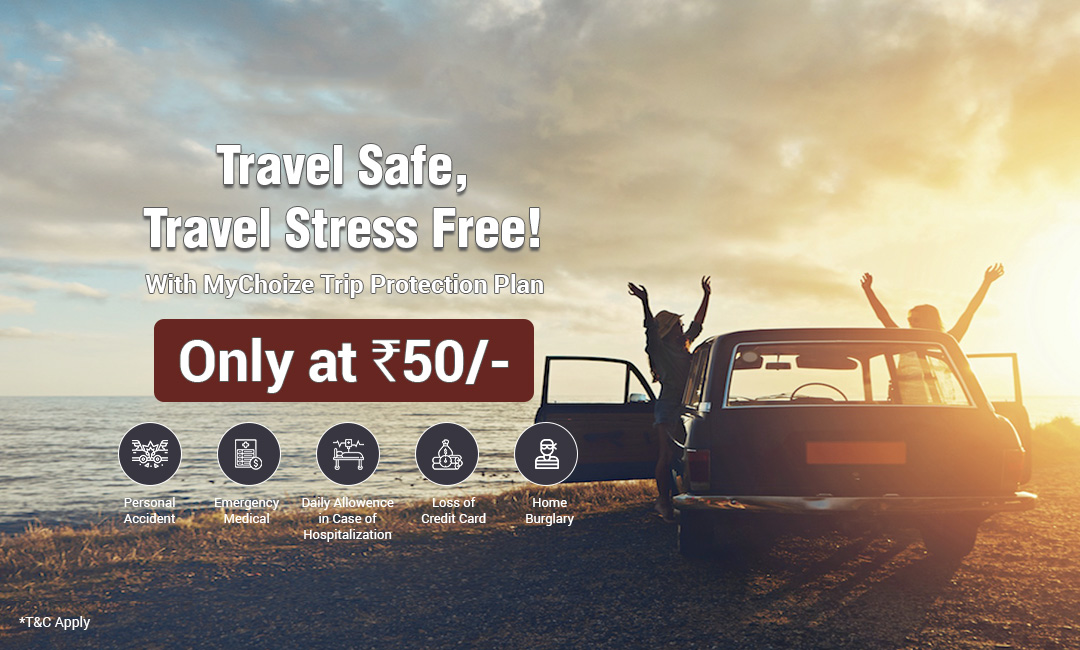 Travel Safe,
Travel Stress Free!
With MyChoize Trip Protection Plan
Only at ₹50/-
Personal
Accident
Emergency
Medical
Daily Allowence
in Case of
Hospitalization
Loss of
Credit Card
Home
Burglary
*T&C Apply